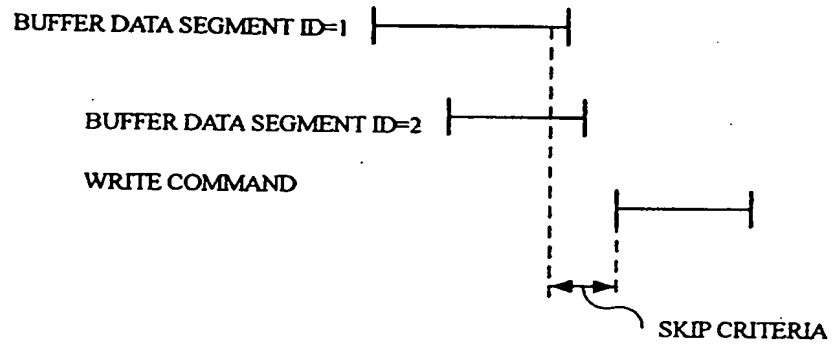 BUFFER DATA SEGMENT ID=1
BUFFER DATA SEGMENT ID=2
WRITE COMMAND
SKIP CRITERIA